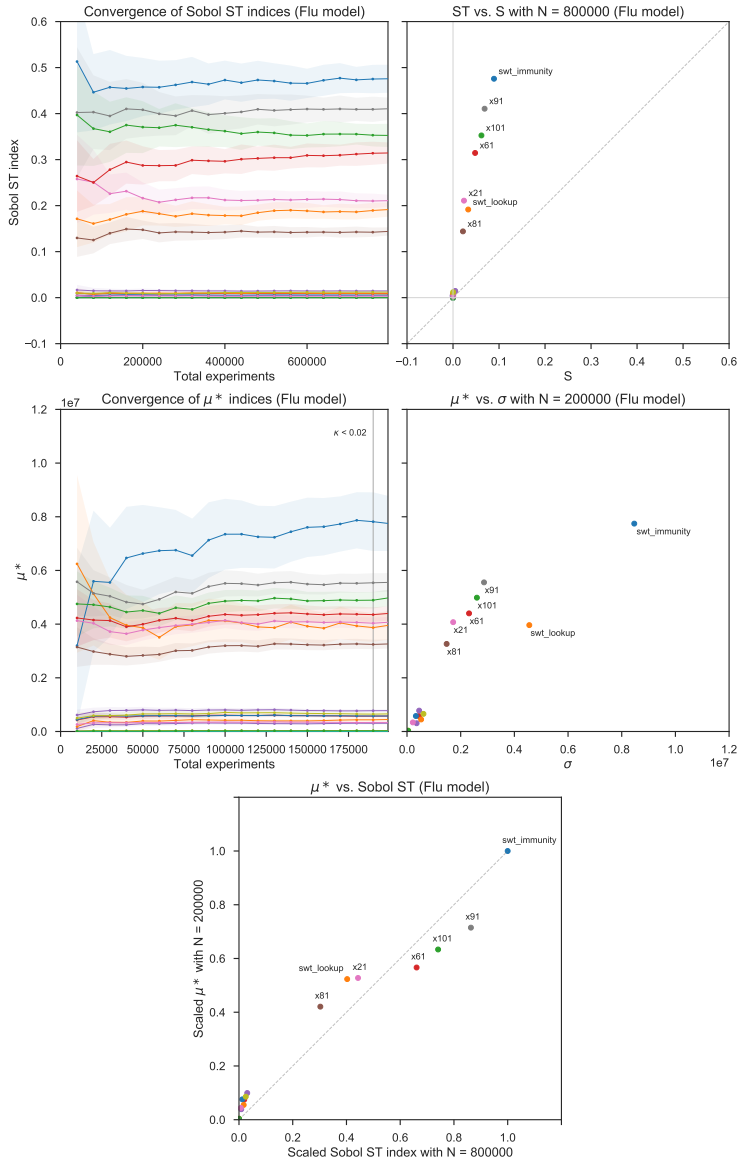 Convergence of Sobol ST indices (Flu model)
Sobol ST index
0.6
0.5
0.4
0.3
0.2
0.1
0.0
−0.1
0
200000
400000
600000
Total experiments
ST vs. S with N = 800000 (Flu model)
swt_immunity
x91
x101
x61
x21
swt_lookup
x81
−0.1
0.0
0.1
0.2
0.3
0.4
0.5
0.6
S
Convergence of μ∗ indices (Flu model)
1e7
μ∗
1.2
1.0
0.8
0.6
0.4
0.2
0.0
κ < 0.02
0
25000
50000
75000
100000
125000
150000
175000
Total experiments
μ∗ vs. σ with N = 200000 (Flu model)
swt_immunity
x91
x101
x61
x21
swt_lookup
x81
0.0
0.2
0.4
0.6
0.8
1.0
1.2
σ
1e7
μ∗ vs. Sobol ST (Flu model)
Scaled μ∗ with N = 200000
1.0
0.8
0.6
0.4
0.2
0.0
swt_immunity
x91
x101
x61
swt_lookup
x21
x81
0.0
0.2
0.4
0.6
0.8
1.0
Scaled Sobol ST index with N = 800000